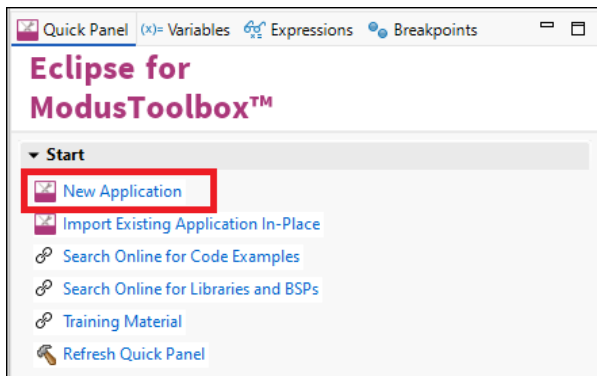 Quick Panel (x)= Variables Expressions Breakpoints
Eclipse for
ModusToolbox™
Start
New Application
Import Existing Application In-Place
Search Online for Code Examples
Search Online for Libraries and BSPs
Training Material
Refresh Quick Panel